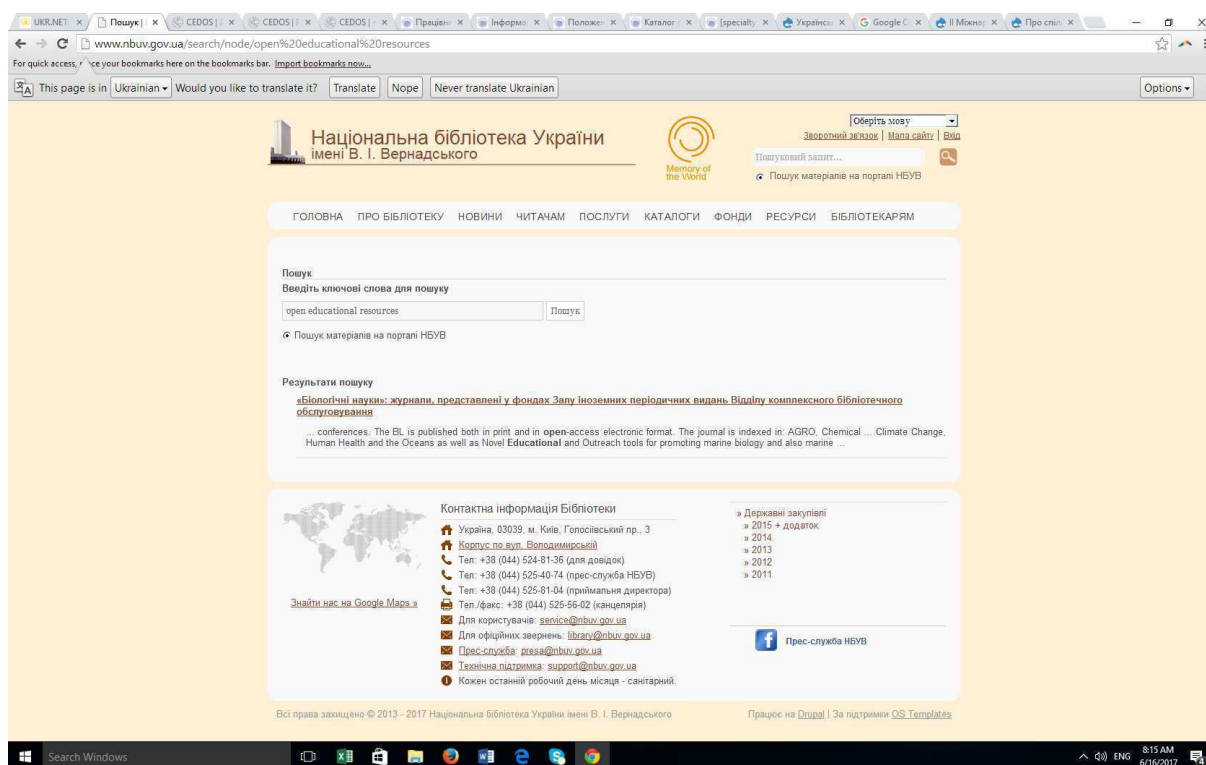 UKR.NET:
Пошук |
CEDOS | /
CEDOS | F
CEDOS | -
Працівн
Інформа
Положен
Каталог
[specialty
Українсь
Google C
II Міжнар
Про спіл
www.nbuv.gov.ua/search/node/open%20educational%20resources
For quick access, ce your bookmarks here on the bookmarks bar. Import bookmarks now...
This page is in Ukrainian Would you like to translate it? Translate Nope Never translate Ukrainian Options
Національна бібліотека України
імені В. І. Вернадського
Memory of
the World
Оберіть мову
Зворотний зв'язок | Мапа сайту | Вхід
Пошуковий запит...
Пошук матеріалів на порталі НБУВ
ГОЛОВНА ПРО БІБЛІОТЕКУ НОВИНИ ЧИТАЧАМ ПОСЛУГИ КАТАЛОГИ ФОНДИ РЕСУРСИ БІБЛІОТЕКАРЯМ
Пошук
Введіть ключові слова для пошуку
open educational resources Пошук
Пошук матеріалів на порталі НБУВ
Результати пошуку
«Біологічні науки»: журнали, представлені у фондах Залу іноземних періодичних видань Відділу комплексного бібліотечного
обслуговування
... conferences. The BL is published both in print and in open-access electronic format. The journal is indexed in: AGRO, Chemical ... Climate Change,
Human Health and the Oceans as well as Novel Educational and Outreach tools for promoting marine biology and also marine ...
Знайти нас на Google Maps »
Контактна інформація Бібліотеки
Україна, 03039, м. Київ, Голосіївський пр., 3
Корпус по вул. Володимирській
Тел: +38 (044) 524-81-36 (для довідок)
Тел: +38 (044) 525-40-74 (прес-служба НБУВ)
Тел: +38 (044) 525-81-04 (приймальня директора)
Тел./факс: +38 (044) 525-56-02 (канцелярія)
Для користувачів: service@nbuv.gov.ua
Для офіційних звернень: library@nbuv.gov.ua
Прес-служба: presa@nbuv.gov.ua
Технічна підтримка: support@nbuv.gov.ua
Кожен останній робочий день місяця - санітарний.
» Державні закупівлі
» 2015 + додаток
» 2014
» 2013
» 2012
» 2011
Прес-служба НБУВ
Всі права захищено © 2013 - 2017 Національна бібліотека України імені В. І. Вернадського
Працює на Drupal | За підтримки OS Templates
Search Windows
ENG
8:15 AM
6/16/2017